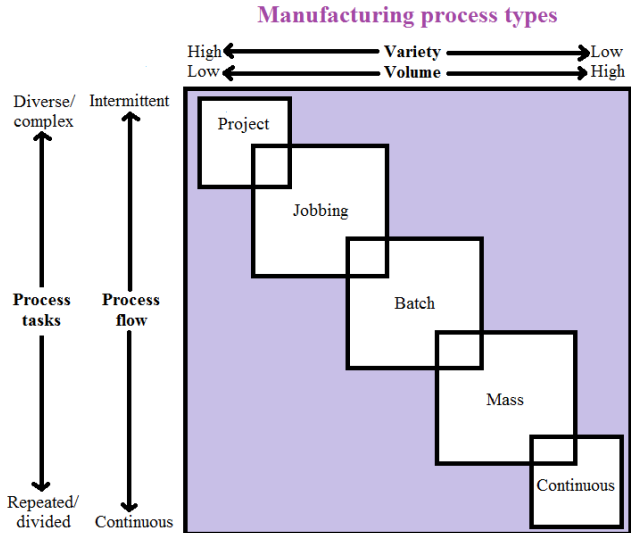 Manufacturing process types
High Variety Low
Low Volume High
Diverse/ Intermittent
complex
Project
Jobbing
Process Process
tasks flow
Batch
Mass
Continuous
Repeated/
divided Continuous